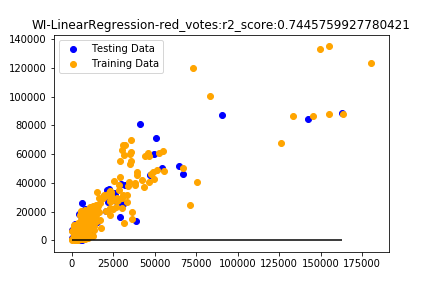 WI-LinearRegression-red_votes:r2_score:0.7445759927780421
140000
120000
100000
80000
60000
40000
20000
0
Testing Data
Training Data
0 25000 50000 75000 100000 125000 150000 175000